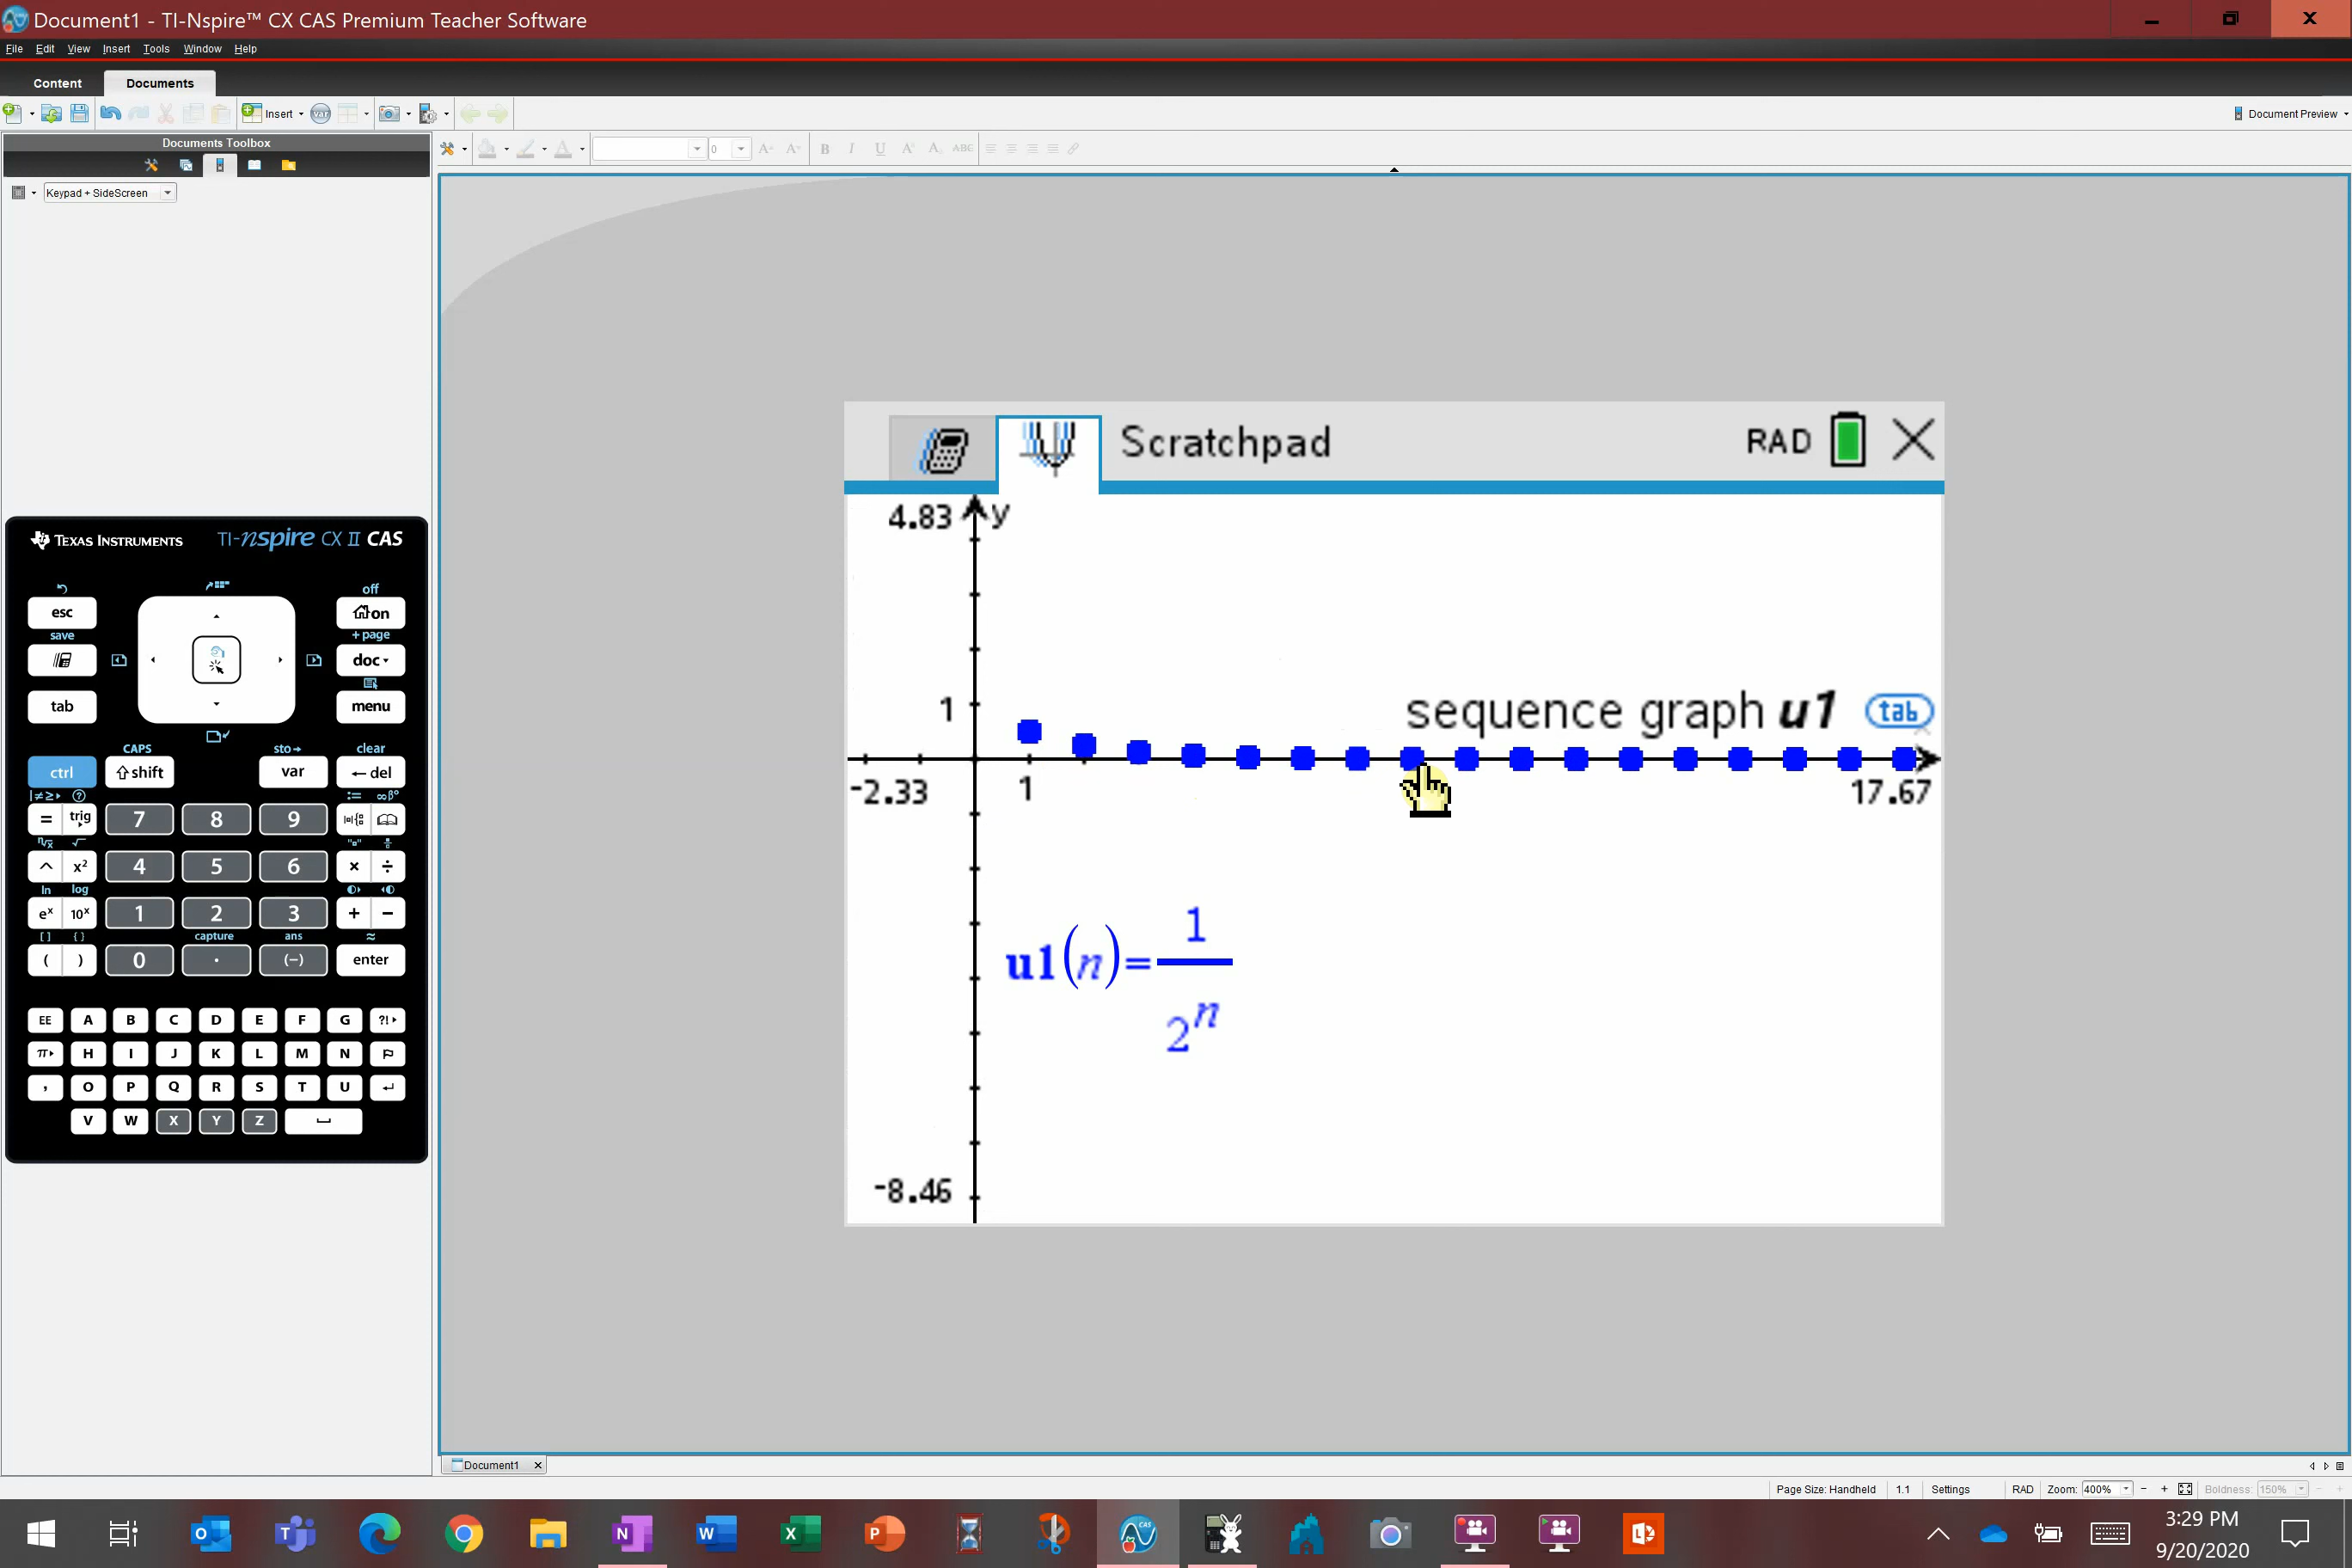 Document1 - TI-Nspire™ CX CAS Premium Teacher Software
File Edit View Insert Tools Window Help
Content Documents
Insert
Document Preview
Documents Toolbox
0 B I U A A ABC
Keypad + SideScreen
TEXAS INSTRUMENTS TI-nspire CX II CAS
off
esc on
save + page
doc
tab menu
CAPS sto→ clear
ctrl shift var ←del
|≠≥▸ ? := ∞β°
= trig 7 8 9
^ x² 4 5 6 × ÷
ln log
eˣ 10ˣ 1 2 3 + −
[ ] { } capture ans ≈
( ) 0 . (−) enter
EE A B C D E F G ?!▸
π▸ H I J K L M N
, O P Q R S T U ↵
V W X Y Z
Scratchpad RAD
4.83 y
1 sequence graph u1 tab
-2.33 1 17.67
u1(n)=1/2^n
-8.46
Document1
Page Size: Handheld 1.1 Settings RAD Zoom: 400% − + Boldness: 150% − +
3:29 PM
9/20/2020